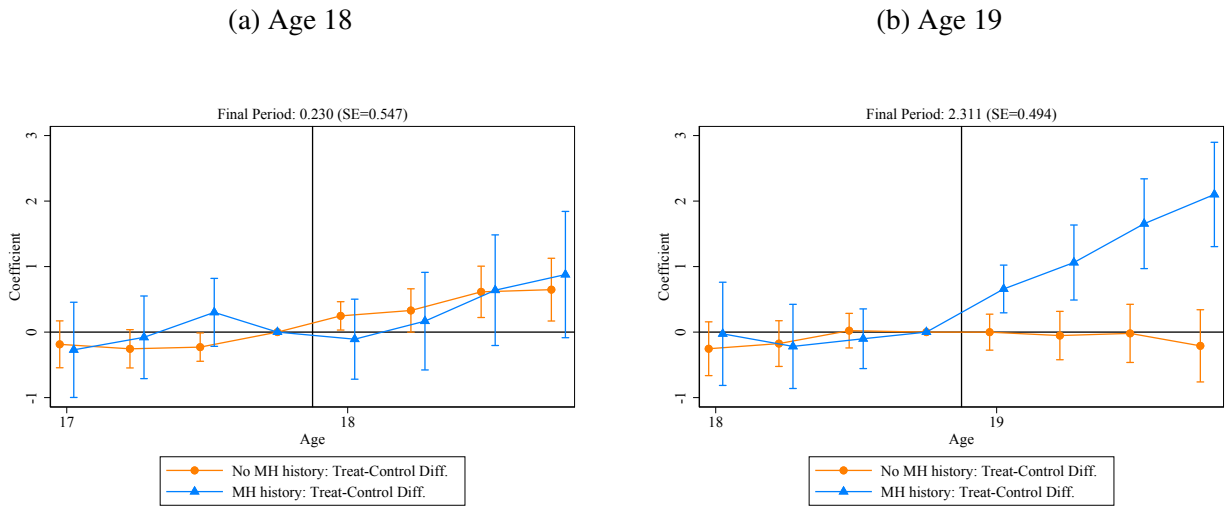 (a) Age 18
Final Period: 0.230 (SE=0.547)
Coefficient
3
2
1
0
-1
17
18
Age
No MH history: Treat-Control Diff.
MH history: Treat-Control Diff.
(b) Age 19
Final Period: 2.311 (SE=0.494)
Coefficient
3
2
1
0
-1
18
19
Age
No MH history: Treat-Control Diff.
MH history: Treat-Control Diff.